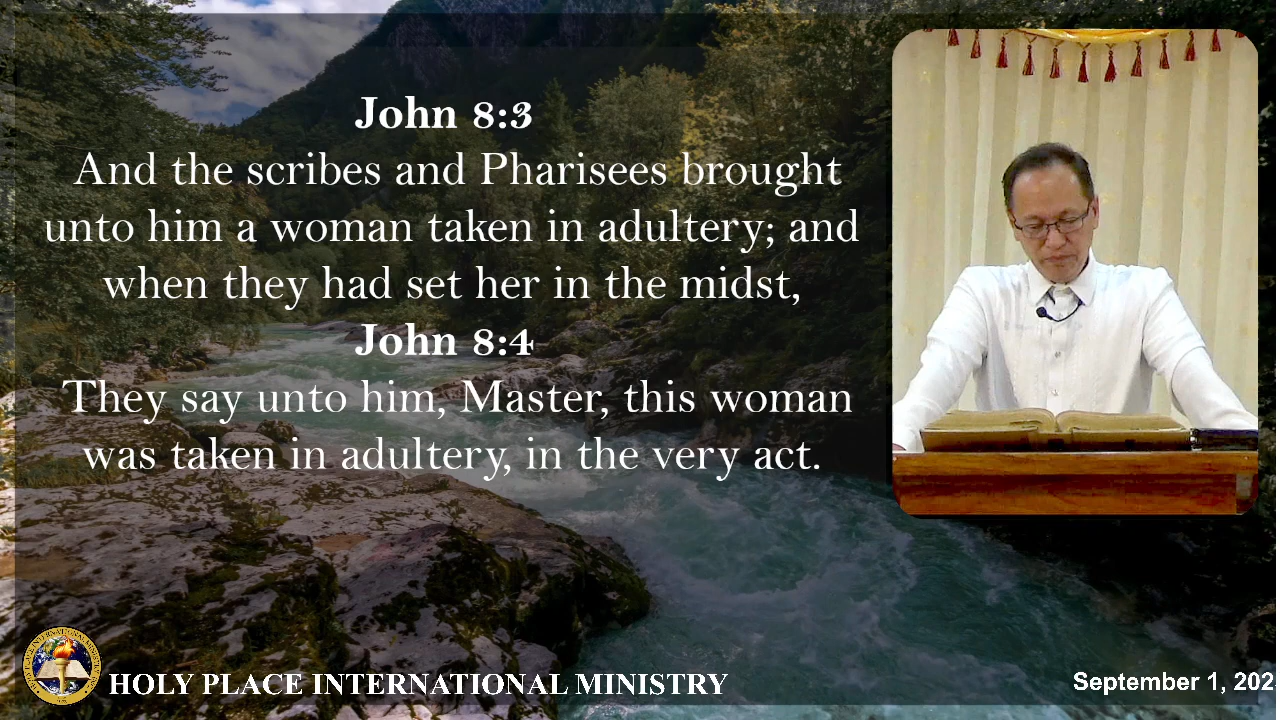 John 8:3
And the scribes and Pharisees brought
unto him a woman taken in adultery; and
when they had set her in the midst,
John 8:4
They say unto him, Master, this woman
was taken in adultery, in the very act.
HOLY PLACE INTERNATIONAL MINISTRY
September 1, 202